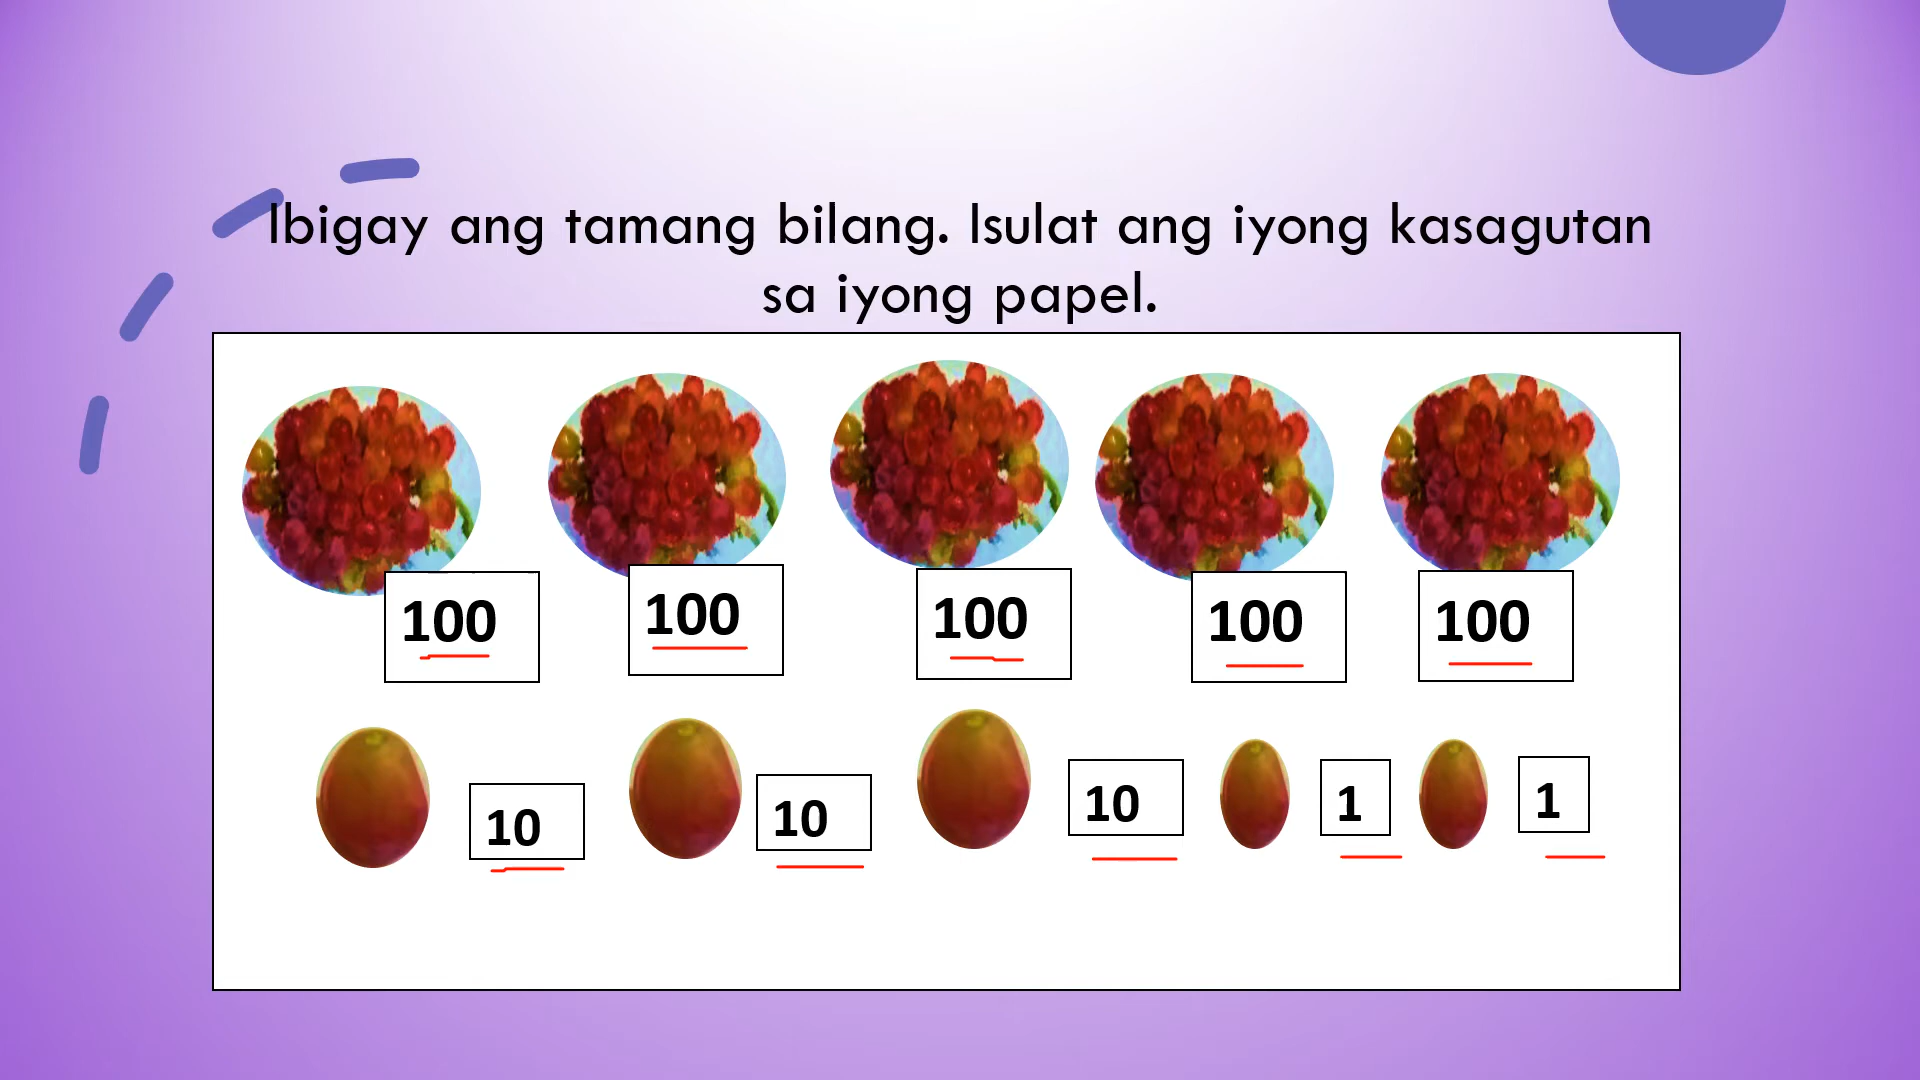 Ibigay ang tamang bilang. Isulat ang iyong kasagutan
sa iyong papel.
100 100 100 100 100
10 10 10 1 1